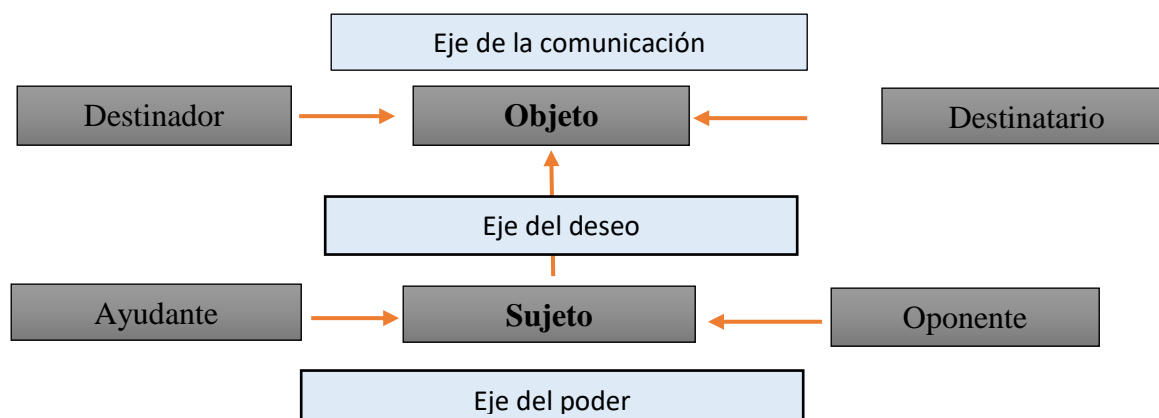 Eje de la comunicación
Destinador
Objeto
Destinatario
Eje del deseo
Ayudante
Sujeto
Oponente
Eje del poder